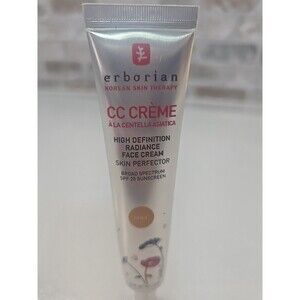 erborian
KOREAN SKIN THERAPY
CC CRÈME
À LA CENTELLA ASIATICA
HIGH DEFINITION
RADIANCE
FACE CREAM
SKIN PERFECTOR
BROAD SPECTRUM
SPF 25 SUNSCREEN